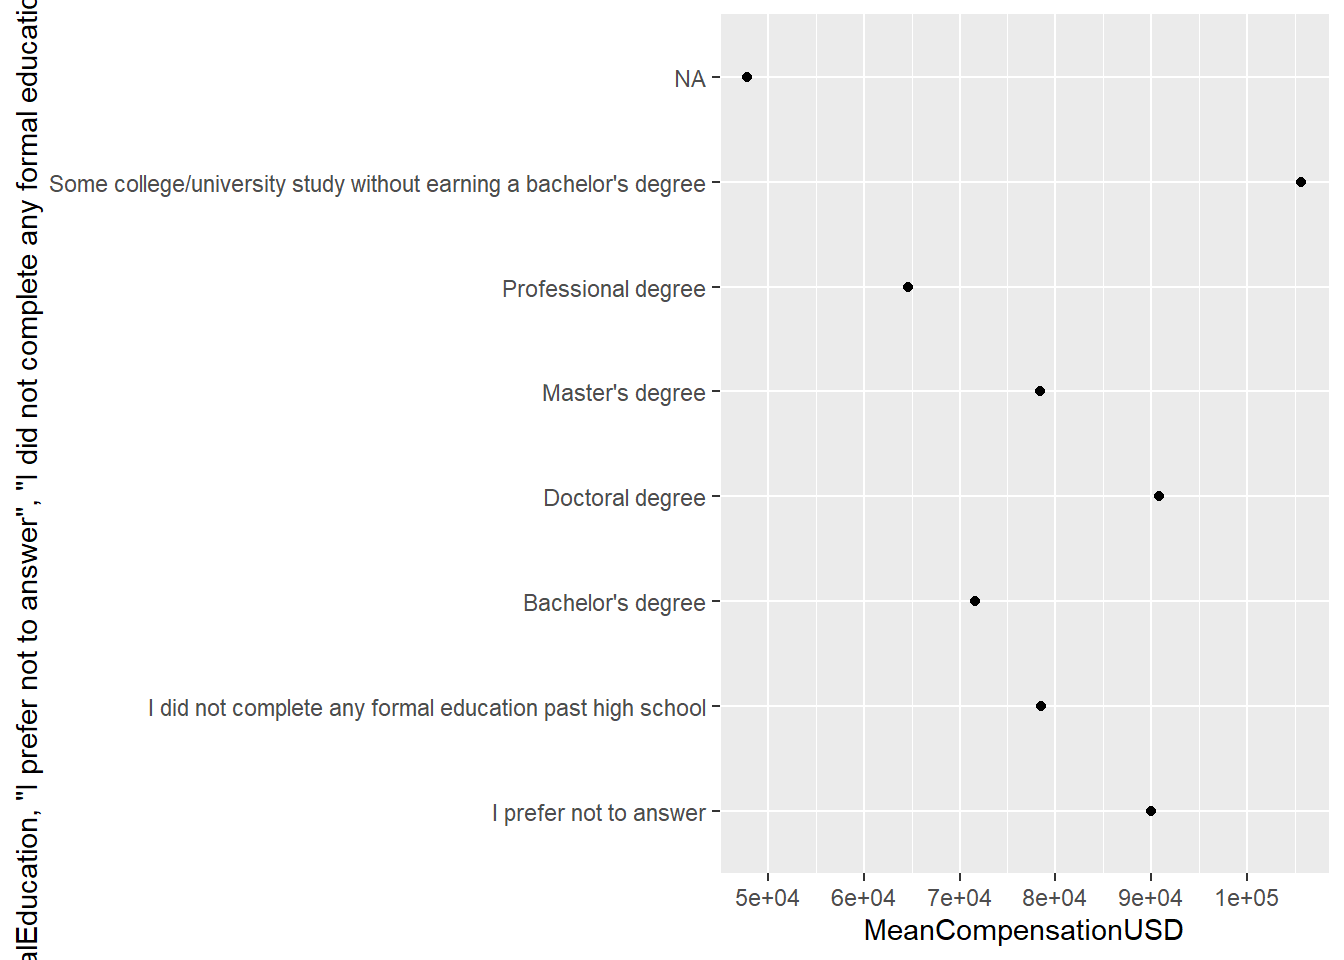 alEducation, "I prefer not to answer", "I did not complete any formal educatio
NA
Some college/university study without earning a bachelor's degree
Professional degree
Master's degree
Doctoral degree
Bachelor's degree
I did not complete any formal education past high school
I prefer not to answer
5e+04 6e+04 7e+04 8e+04 9e+04 1e+05
MeanCompensationUSD